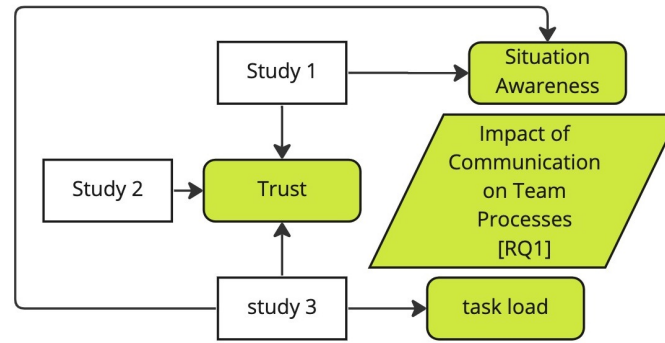 Study 1
Situation
Awareness
Impact of
Communication
on Team
Processes
[RQ1]
Study 2
Trust
study 3
task load